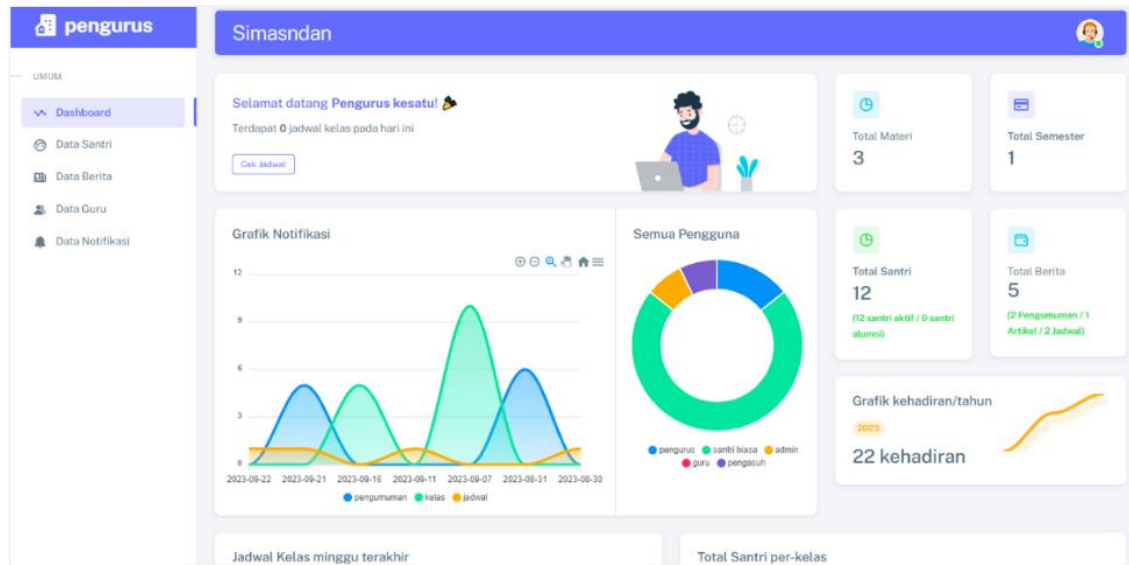 pengurus
Simasndan
UMUM
Dashboard
Data Santri
Data Berita
Data Guru
Data Notifikasi
Selamat datang Pengurus kesatu!
Terdapat 0 jadwal kelas pada hari ini
Cek Jadwal
Total Materi
3
Total Semester
1
Grafik Notifikasi
12
9
6
3
0
2023-09-22 2023-09-21 2023-09-16 2023-09-11 2023-09-07 2023-08-31 2023-08-30
pengumuman kelas jadwal
Semua Pengguna
pengurus santri biasa admin
guru pengasuh
Total Santri
12
(12 santri aktif / 0 santri
alumni)
Total Berita
5
(2 Pengumuman / 1
Artikel / 2 Jadwal)
Grafik kehadiran/tahun
2023
22 kehadiran
Jadwal Kelas minggu terakhir
Total Santri per-kelas